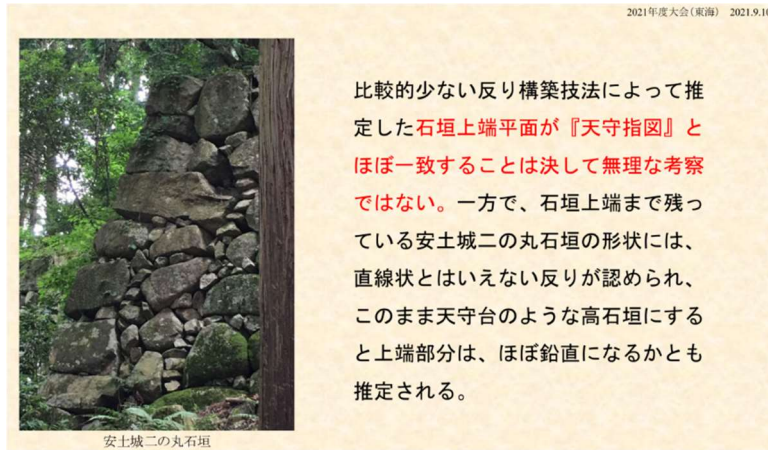 2021年度大会（東海） 2021.9.10
比較的少ない反り構築技法によって推
定した石垣上端平面が『天守指図』と
ほぼ一致することは決して無理な考察
ではない。一方で、石垣上端まで残っ
ている安土城二の丸石垣の形状には、
直線状とはいえない反りが認められ、
このまま天守台のような高石垣にする
と上端部分は、ほぼ鉛直になるかとも
推定される。
安土城二の丸石垣